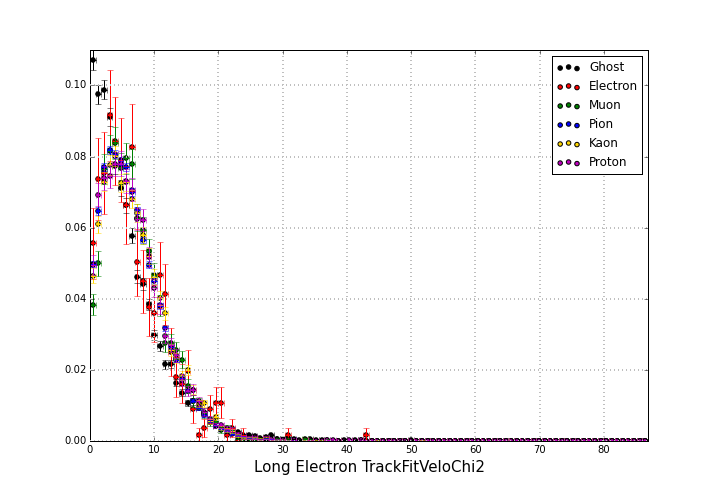 0.10
0.08
0.06
0.04
0.02
0.00
0 10 20 30 40 50 60 70 80
Long Electron TrackFitVeloChi2
Ghost
Electron
Muon
Pion
Kaon
Proton